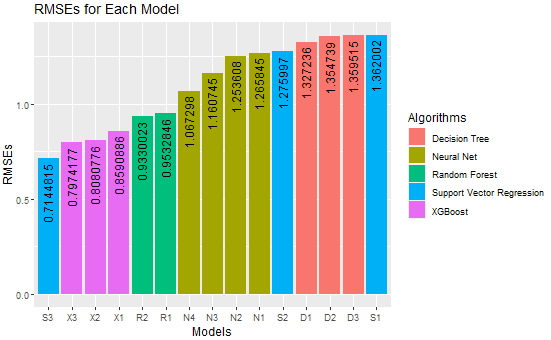 RMSEs for Each Model
RMSEs
1.0
0.5
0.0
0.7144815
0.7974177
0.8080776
0.8590886
0.9330023
0.9532846
1.067298
1.160745
1.253608
1.265845
1.275997
1.327236
1.354739
1.359515
1.362002
S3 X3 X2 X1 R2 R1 N4 N3 N2 N1 S2 D1 D2 D3 S1
Models
Algorithms
Decision Tree
Neural Net
Random Forest
Support Vector Regression
XGBoost